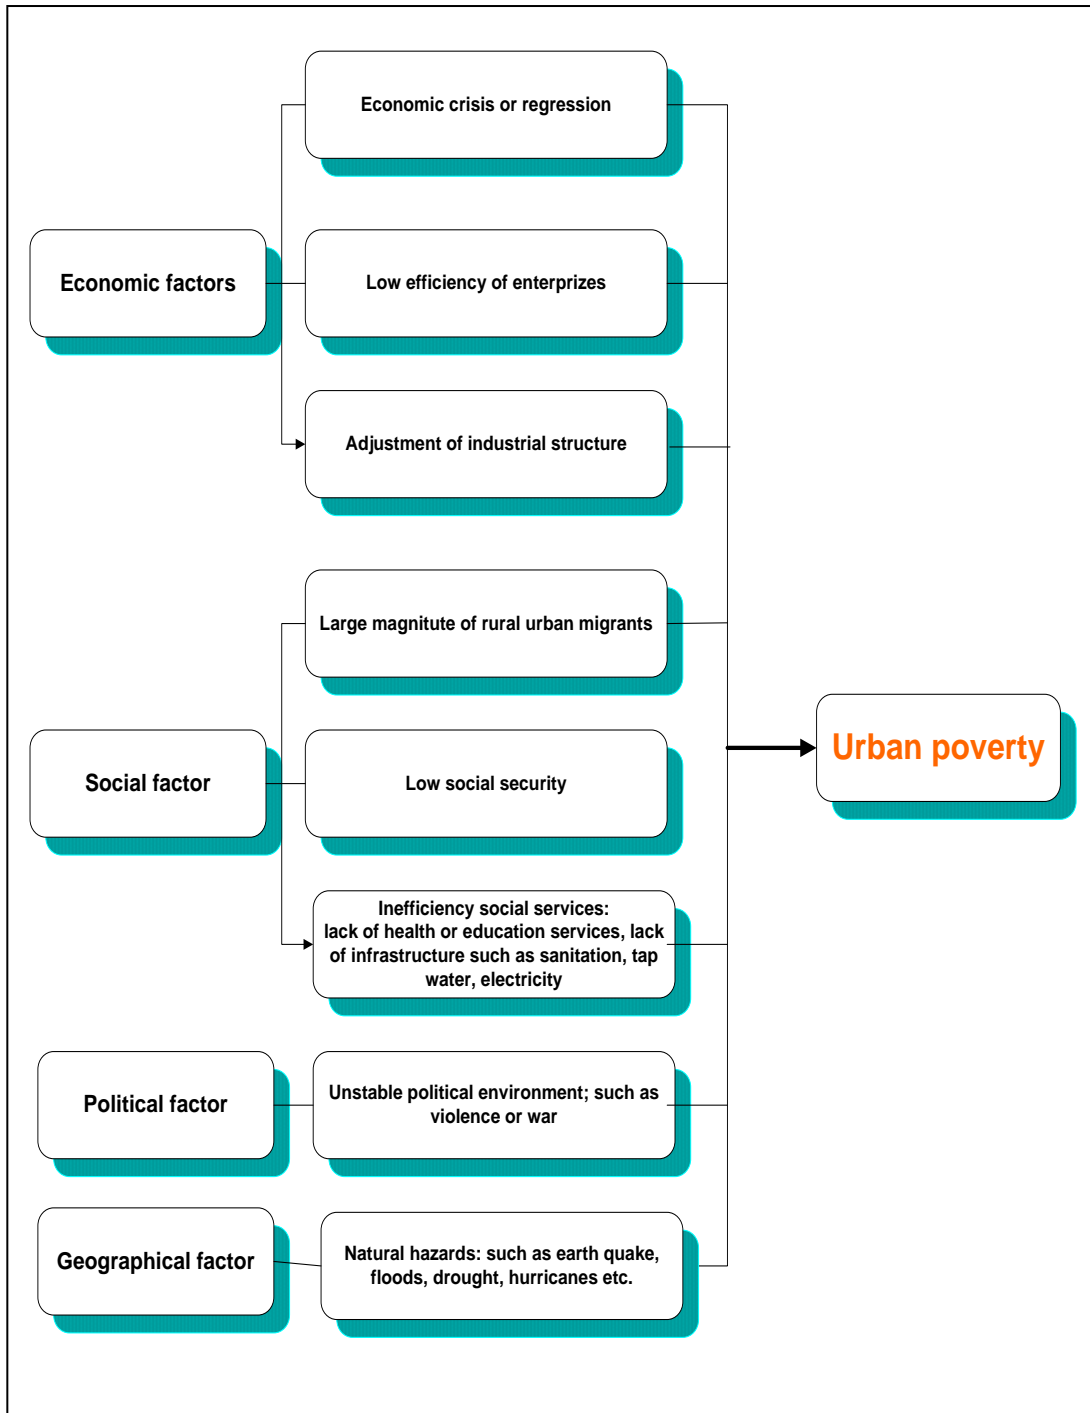 Economic crisis or regression
Economic factors
Low efficiency of enterprizes
Adjustment of industrial structure
Large magnitute of rural urban migrants
Social factor
Low social security
Inefficiency social services:
lack of health or education services, lack
of infrastructure such as sanitation, tap
water, electricity
Urban poverty
Political factor
Unstable political environment; such as
violence or war
Geographical factor
Natural hazards: such as earth quake,
floods, drought, hurricanes etc.